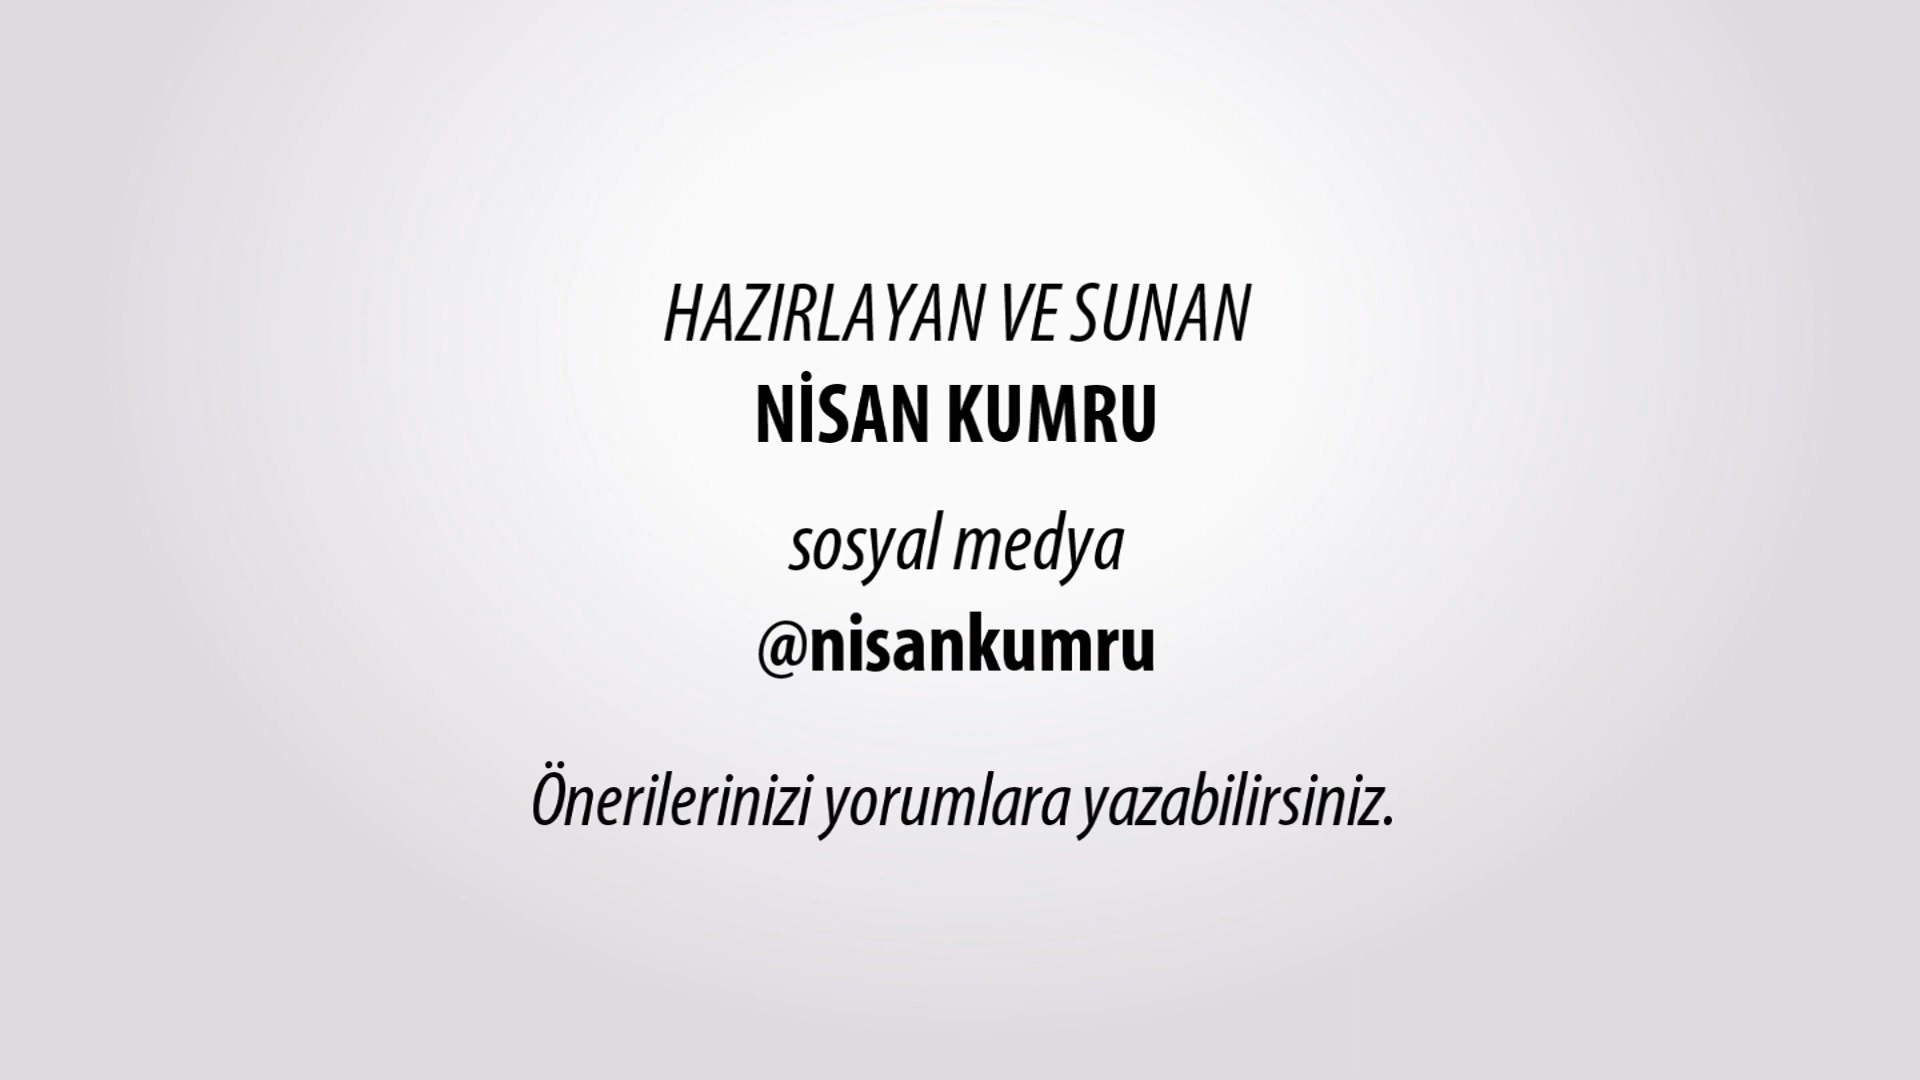 HAZIRLAYAN VE SUNAN
NİSAN KUMRU
sosyal medya
@nisankumru
Önerilerinizi yorumlara yazabilirsiniz.